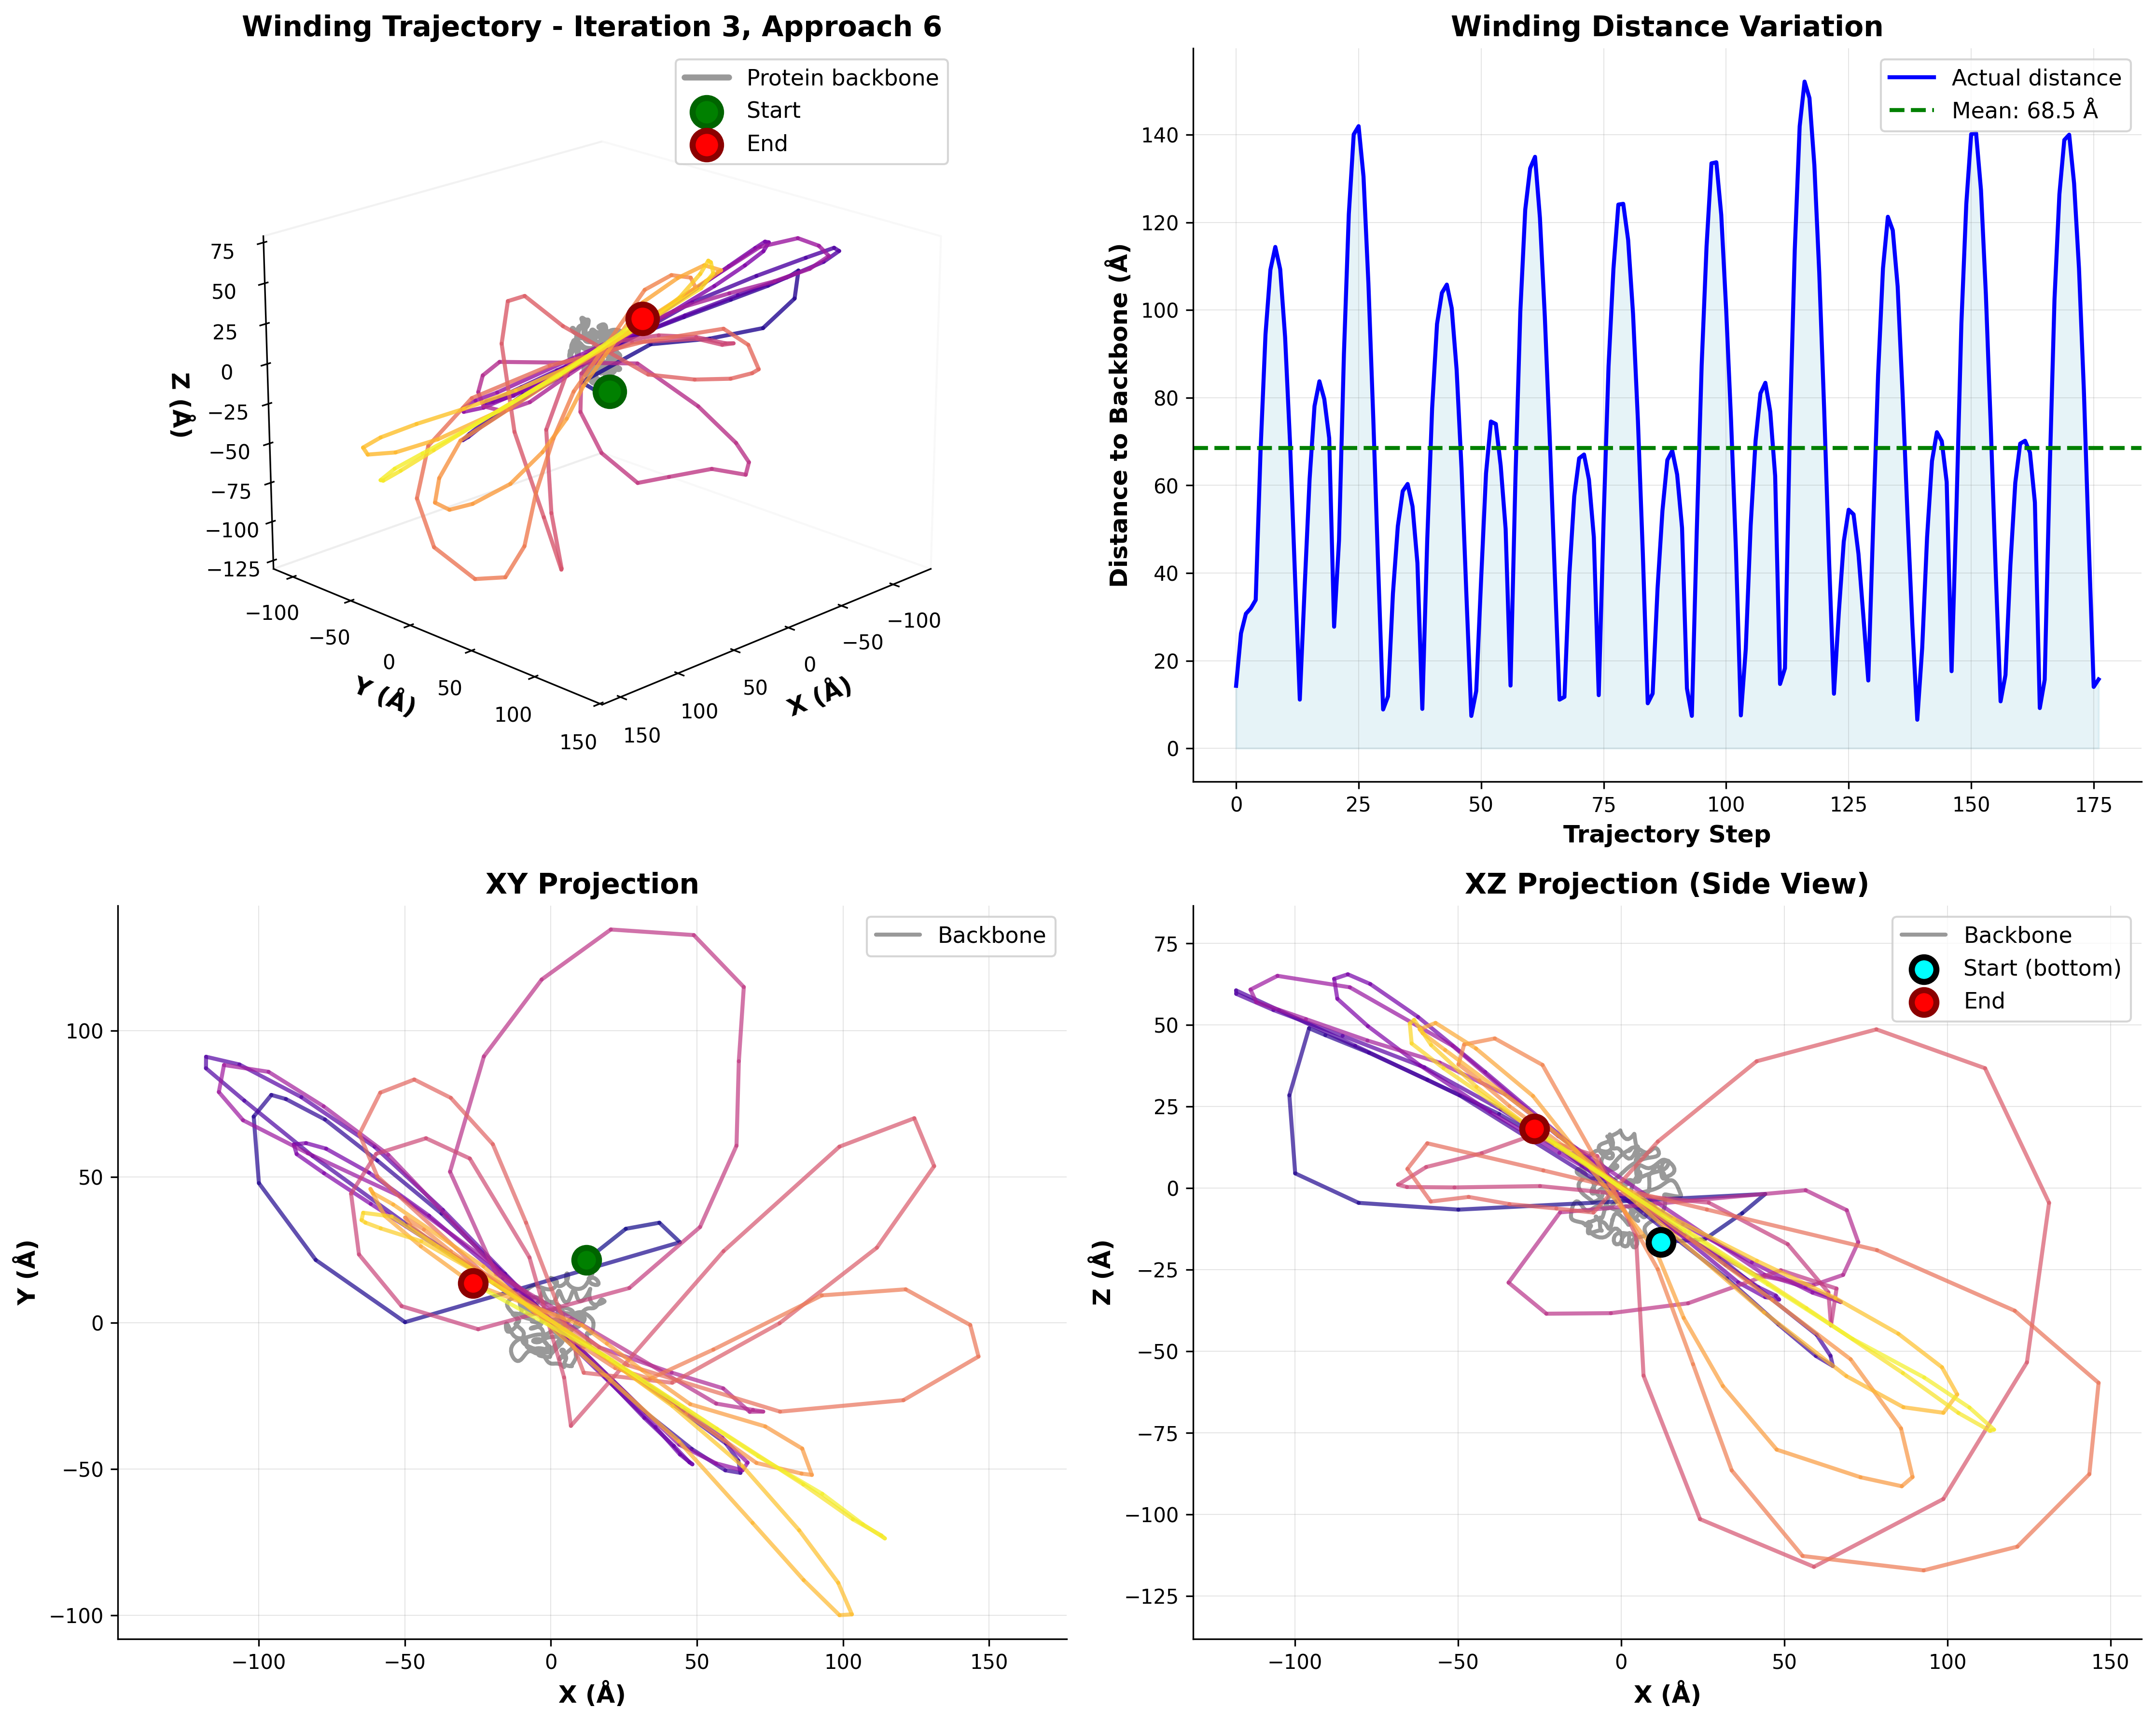 Winding Trajectory - Iteration 3, Approach 6
Protein backbone
Start
End
75
50
25
0
−25
−50
−75
−100
−125
Z (Å)
−100
−50
0
50
100
150
Y (Å)
150
100
50
0
−50
−100
X (Å)
Winding Distance Variation
Actual distance
Mean: 68.5 Å
140
120
100
80
60
40
20
0
Distance to Backbone (Å)
0
25
50
75
100
125
150
175
Trajectory Step
XY Projection
Backbone
100
50
0
−50
−100
Y (Å)
−100
−50
0
50
100
150
X (Å)
XZ Projection (Side View)
Backbone
Start (bottom)
End
75
50
25
0
−25
−50
−75
−100
−125
Z (Å)
−100
−50
0
50
100
150
X (Å)